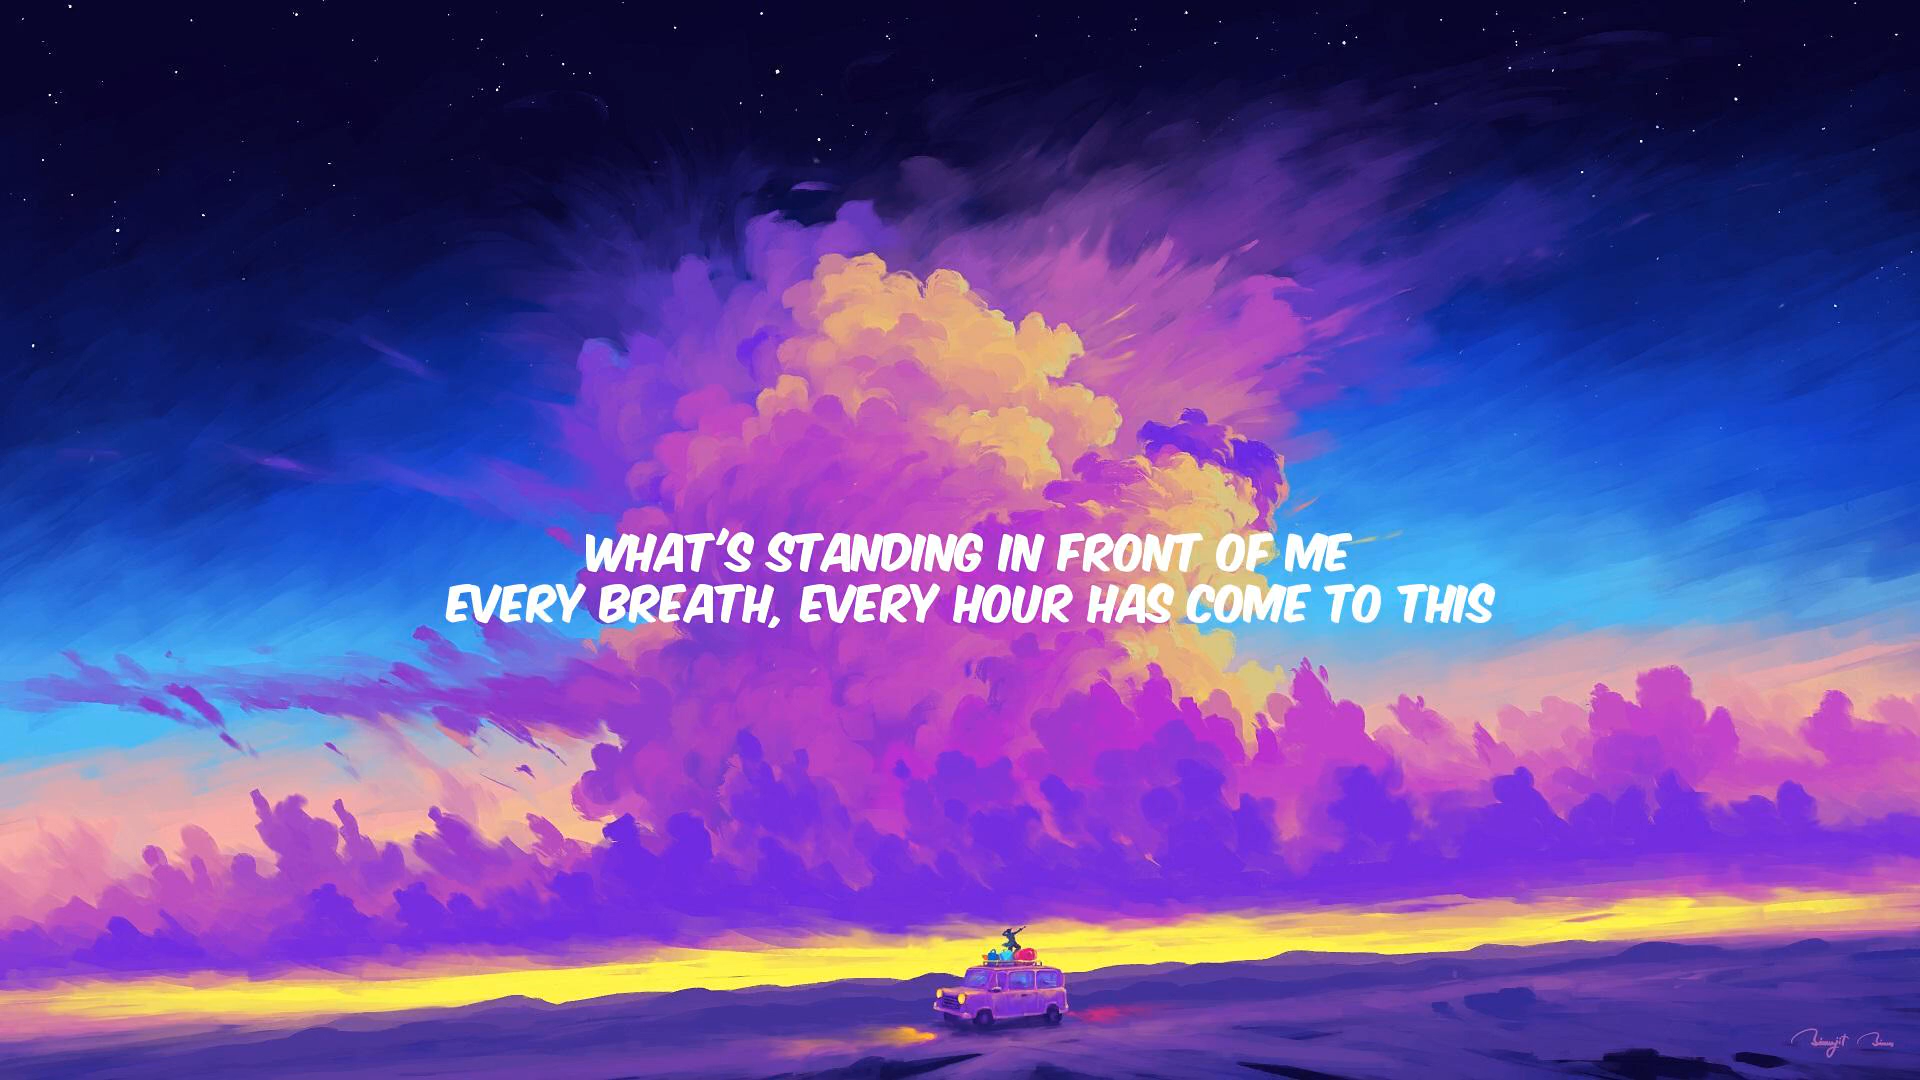 WHAT'S STANDING IN FRONT OF ME
EVERY BREATH, EVERY HOUR HAS COME TO THIS